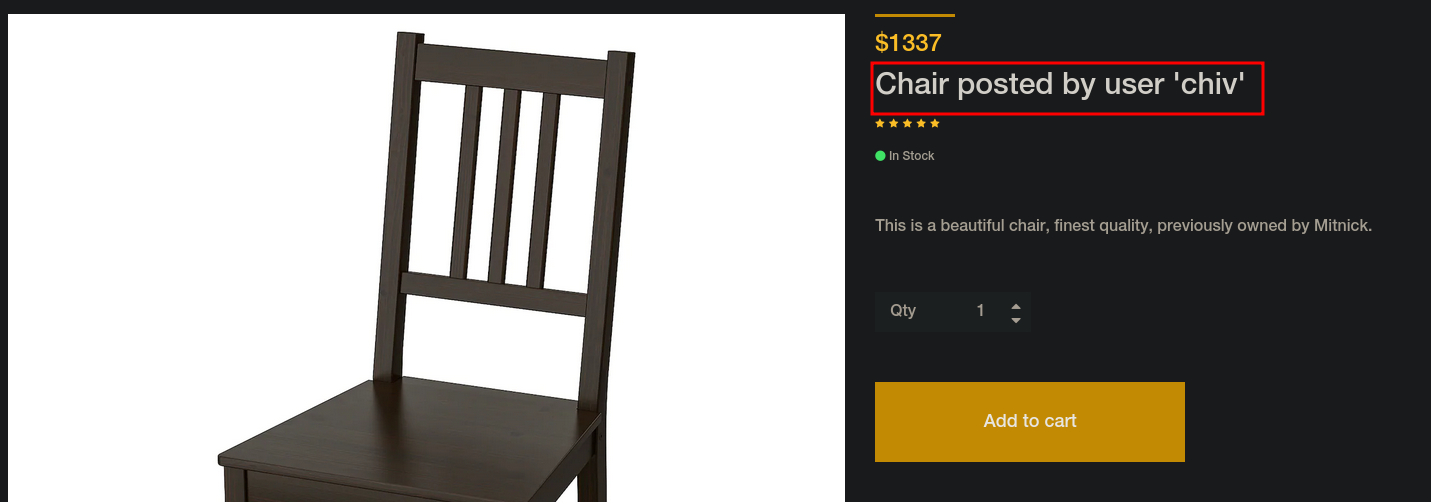 $1337
Chair posted by user 'chiv'
In Stock
This is a beautiful chair, finest quality, previously owned by Mitnick.
Qty 1
Add to cart